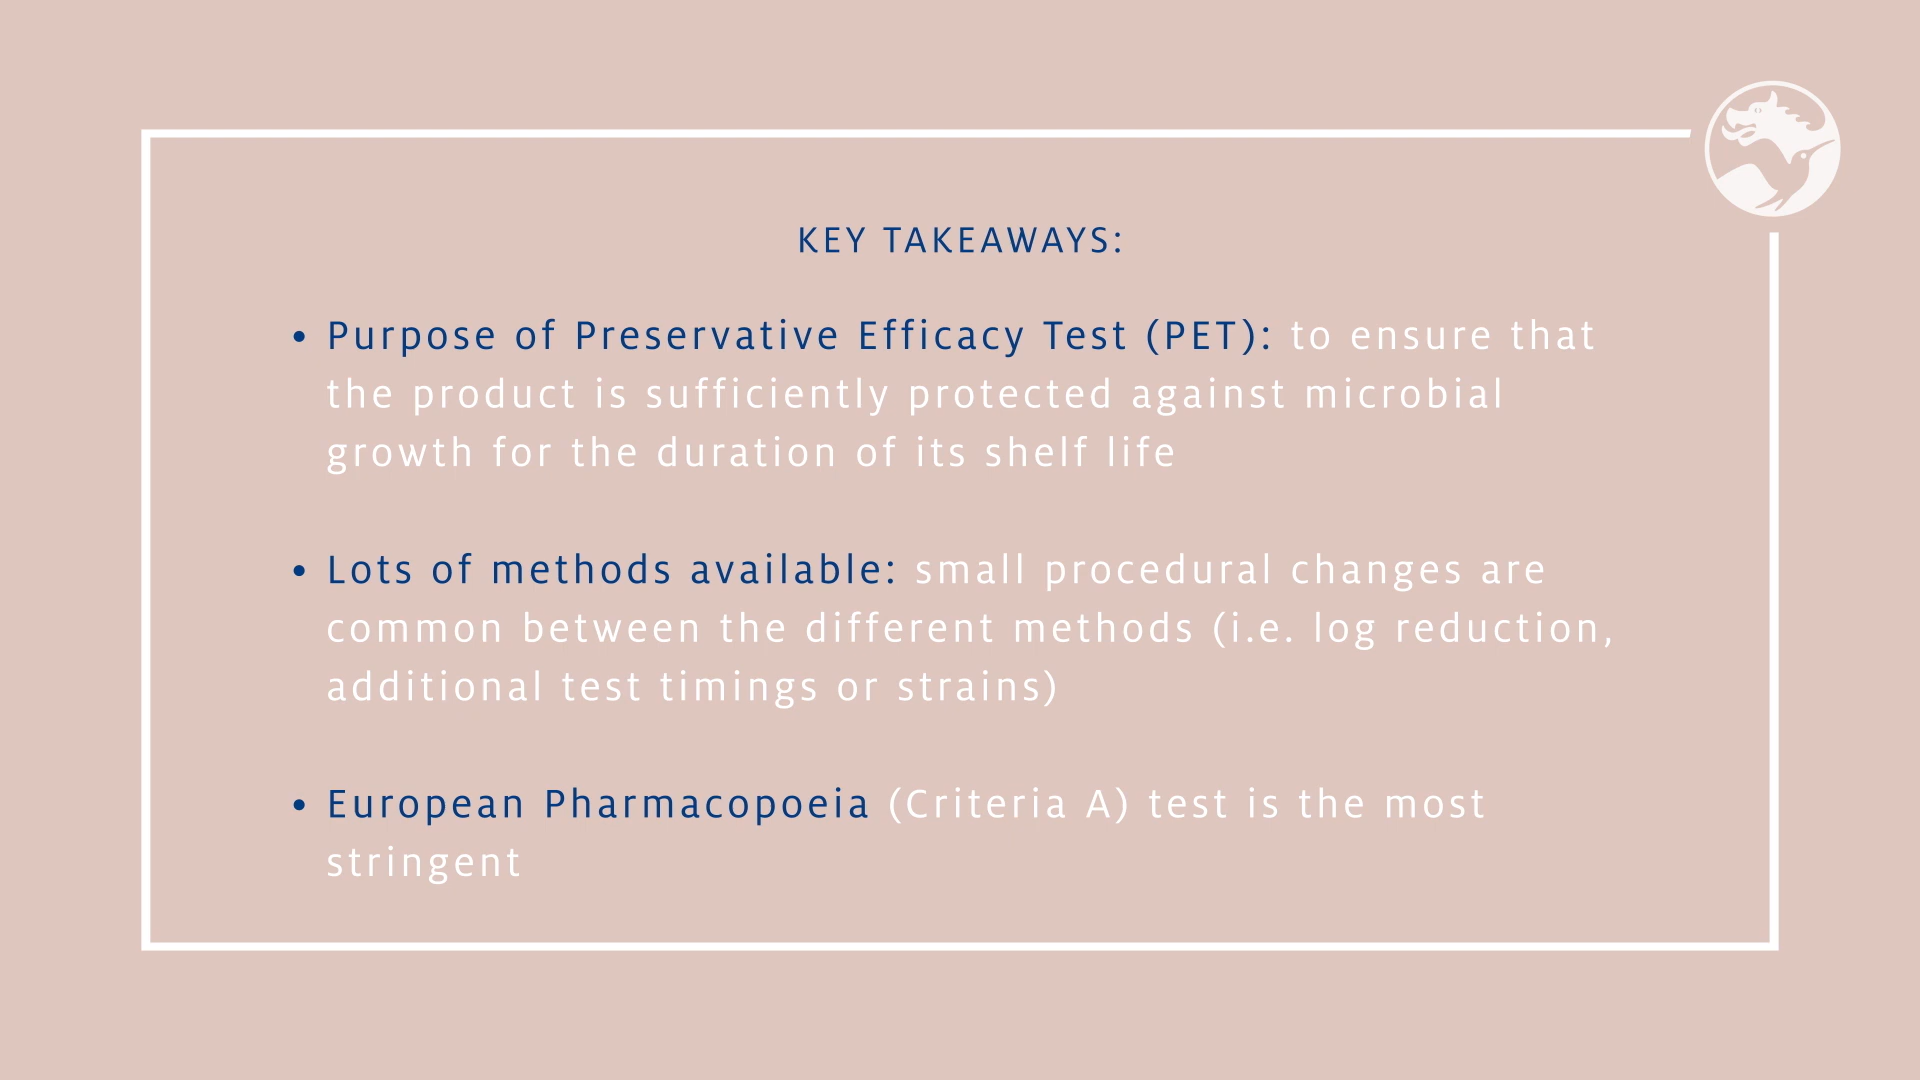 KEY TAKEAWAYS:
• Purpose of Preservative Efficacy Test (PET): to ensure that
the product is sufficiently protected against microbial
growth for the duration of its shelf life
• Lots of methods available: small procedural changes are
common between the different methods (i.e. log reduction,
additional test timings or strains)
• European Pharmacopoeia (Criteria A) test is the most
stringent